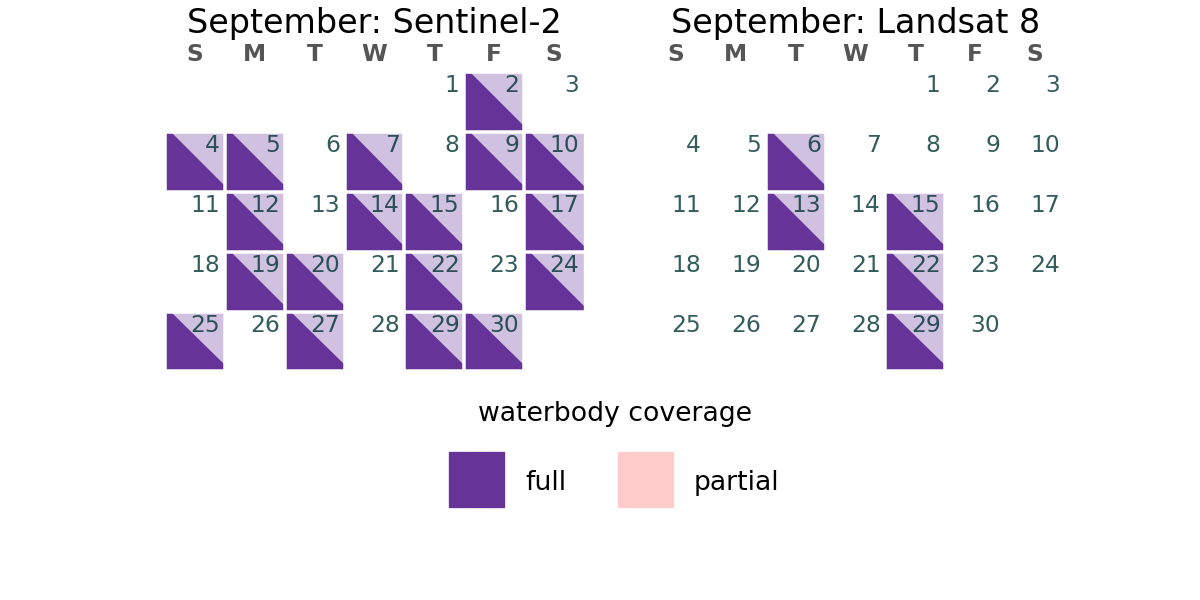 September: Sentinel-2
S M T W T F S
1 2 3
4 5 6 7 8 9 10
11 12 13 14 15 16 17
18 19 20 21 22 23 24
25 26 27 28 29 30
September: Landsat 8
S M T W T F S
1 2 3
4 5 6 7 8 9 10
11 12 13 14 15 16 17
18 19 20 21 22 23 24
25 26 27 28 29 30
waterbody coverage
full partial